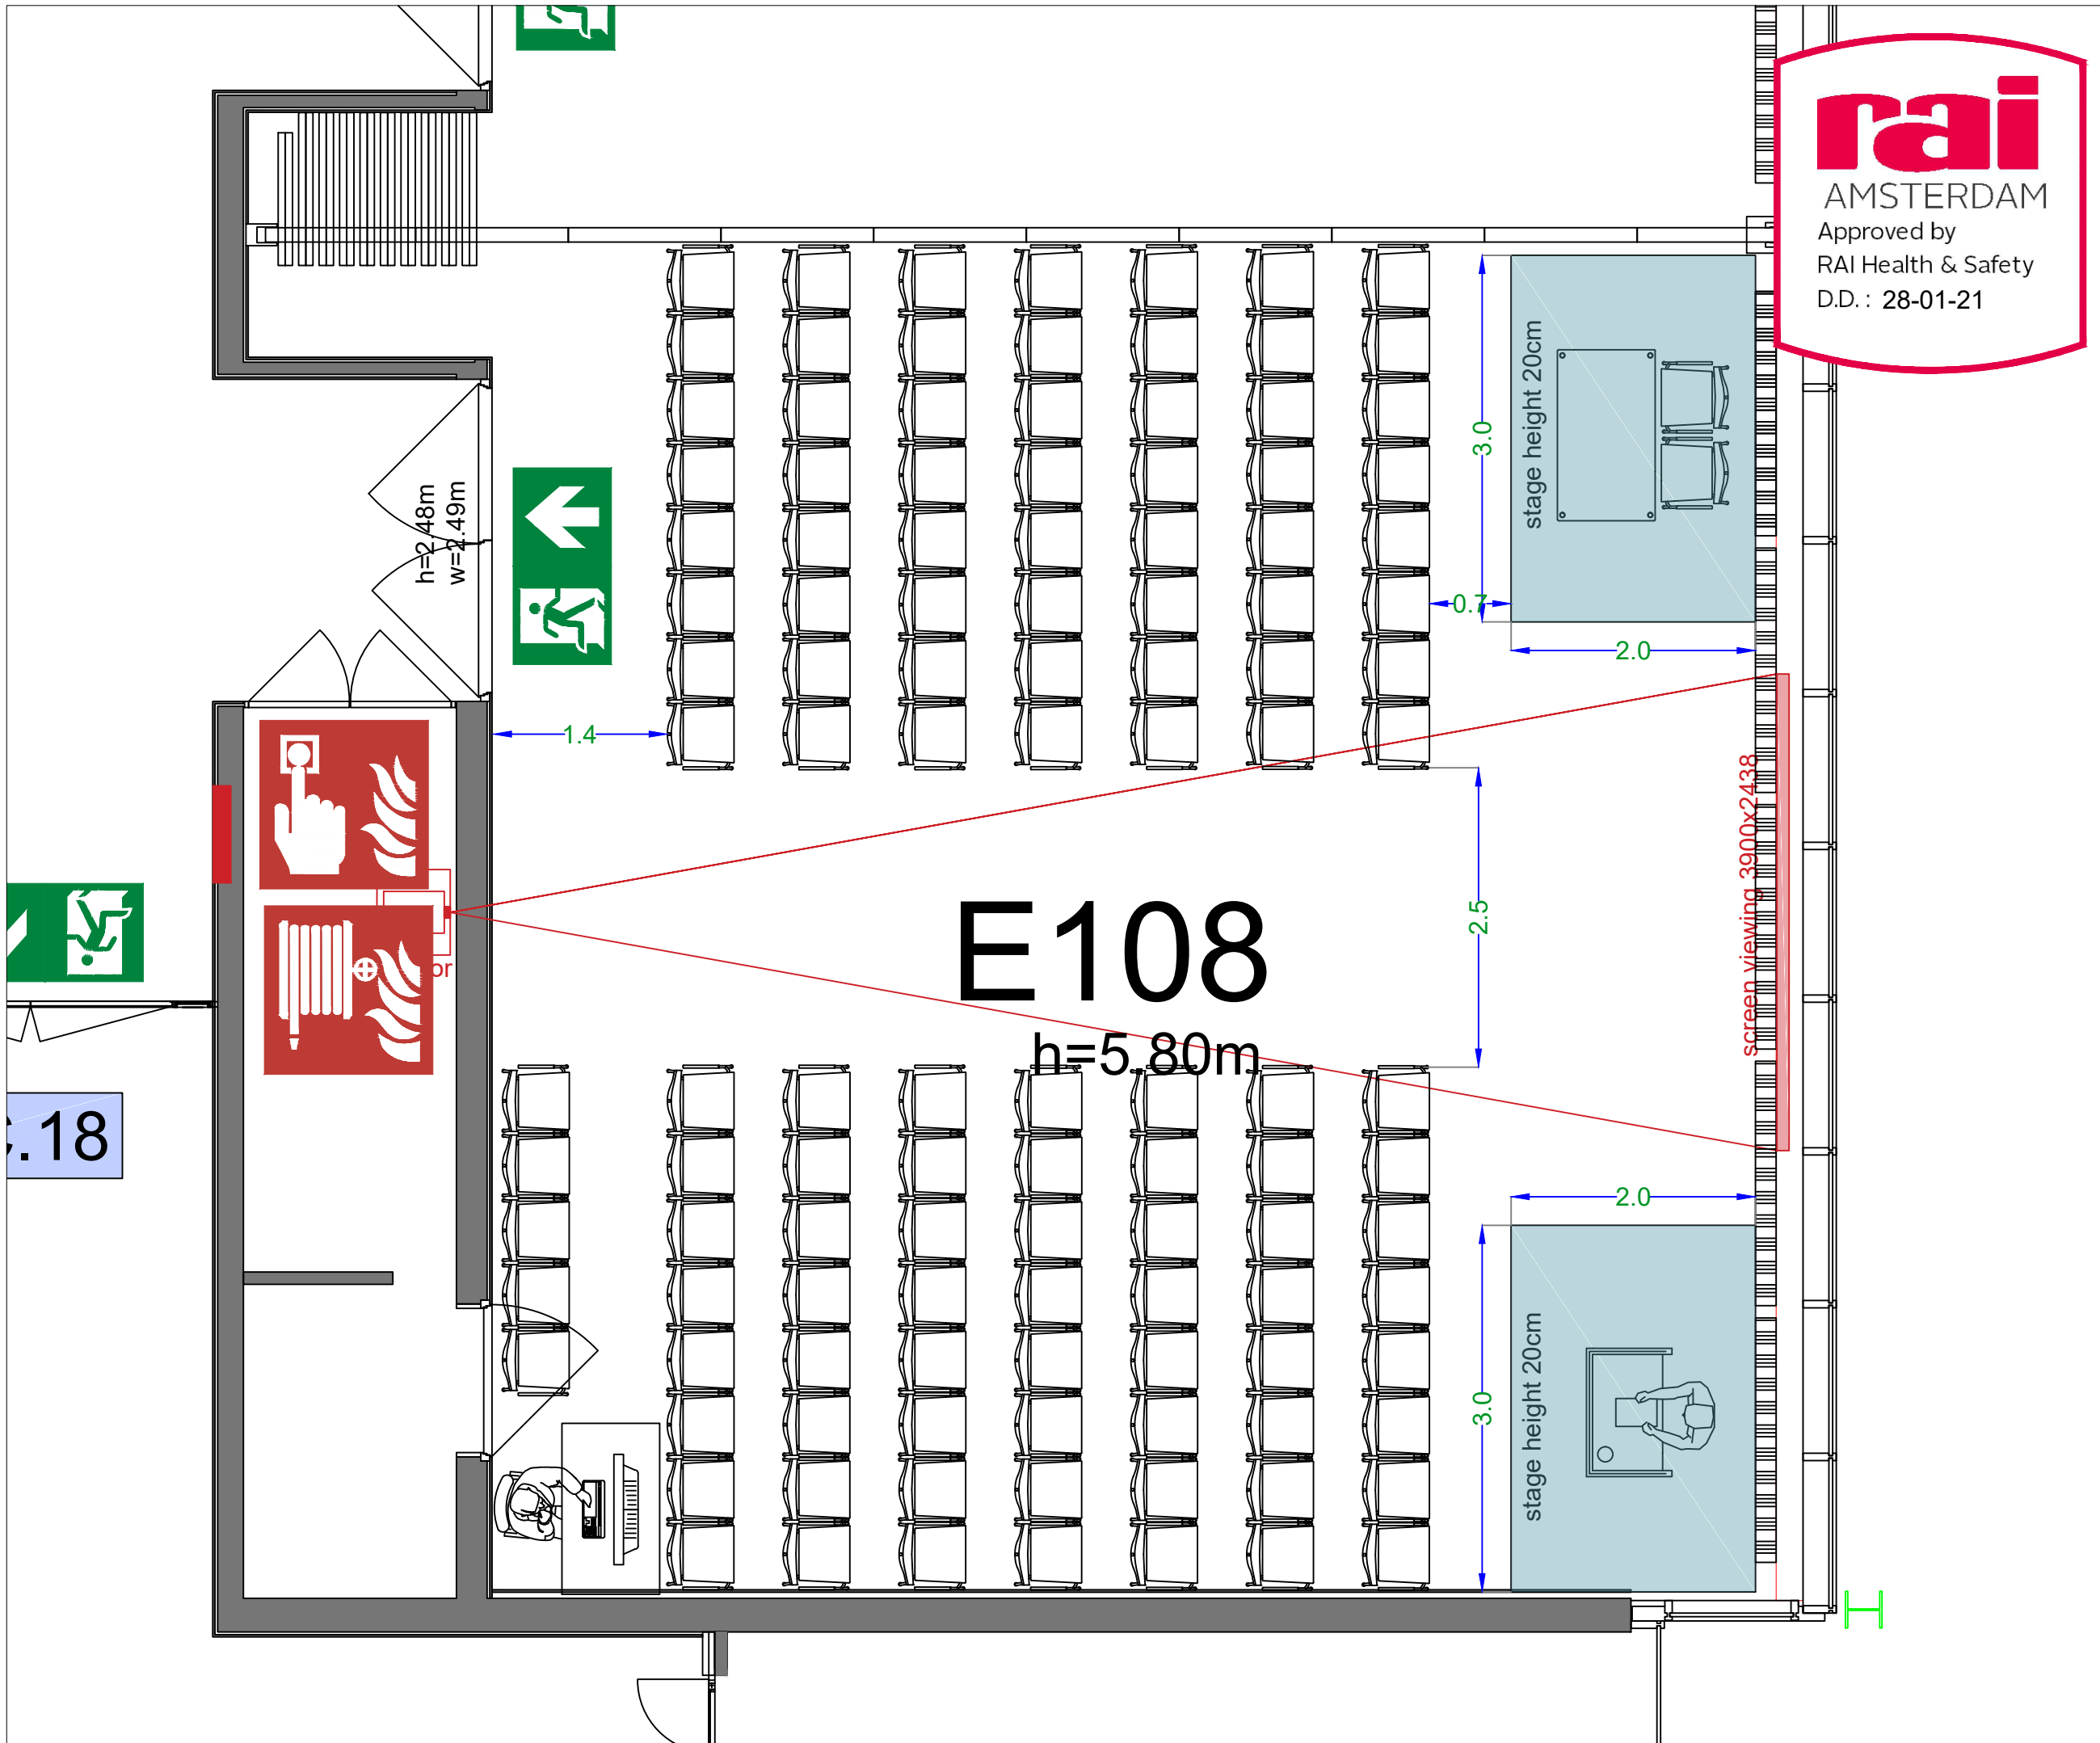 rai
AMSTERDAM
Approved by
RAI Health & Safety
D.D. : 28-01-21
stage height 20cm
3.0
h=2.48m
w=2.49m
0.7
2.0
1.4
screen viewing 3900x2438
E108
h=5.80m
2.5
or
.18
2.0
stage height 20cm
3.0